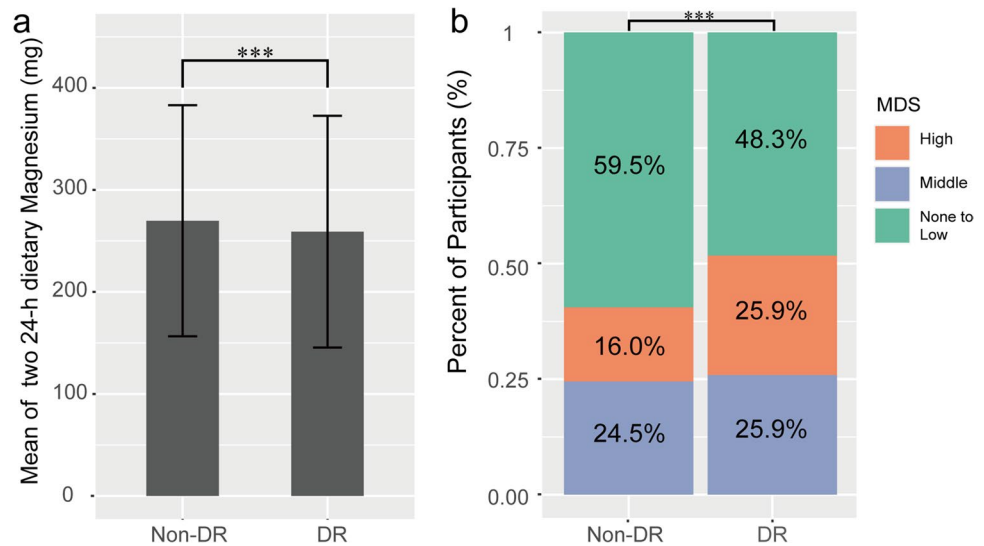 a
Mean of two 24-h dietary Magnesium (mg)
400
300
200
100
0
***
Non-DR
DR
b
Percent of Participants (%)
1
0.75
0.50
0.25
0.00
***
59.5%
48.3%
16.0%
25.9%
24.5%
25.9%
Non-DR
DR
MDS
High
Middle
None to
Low